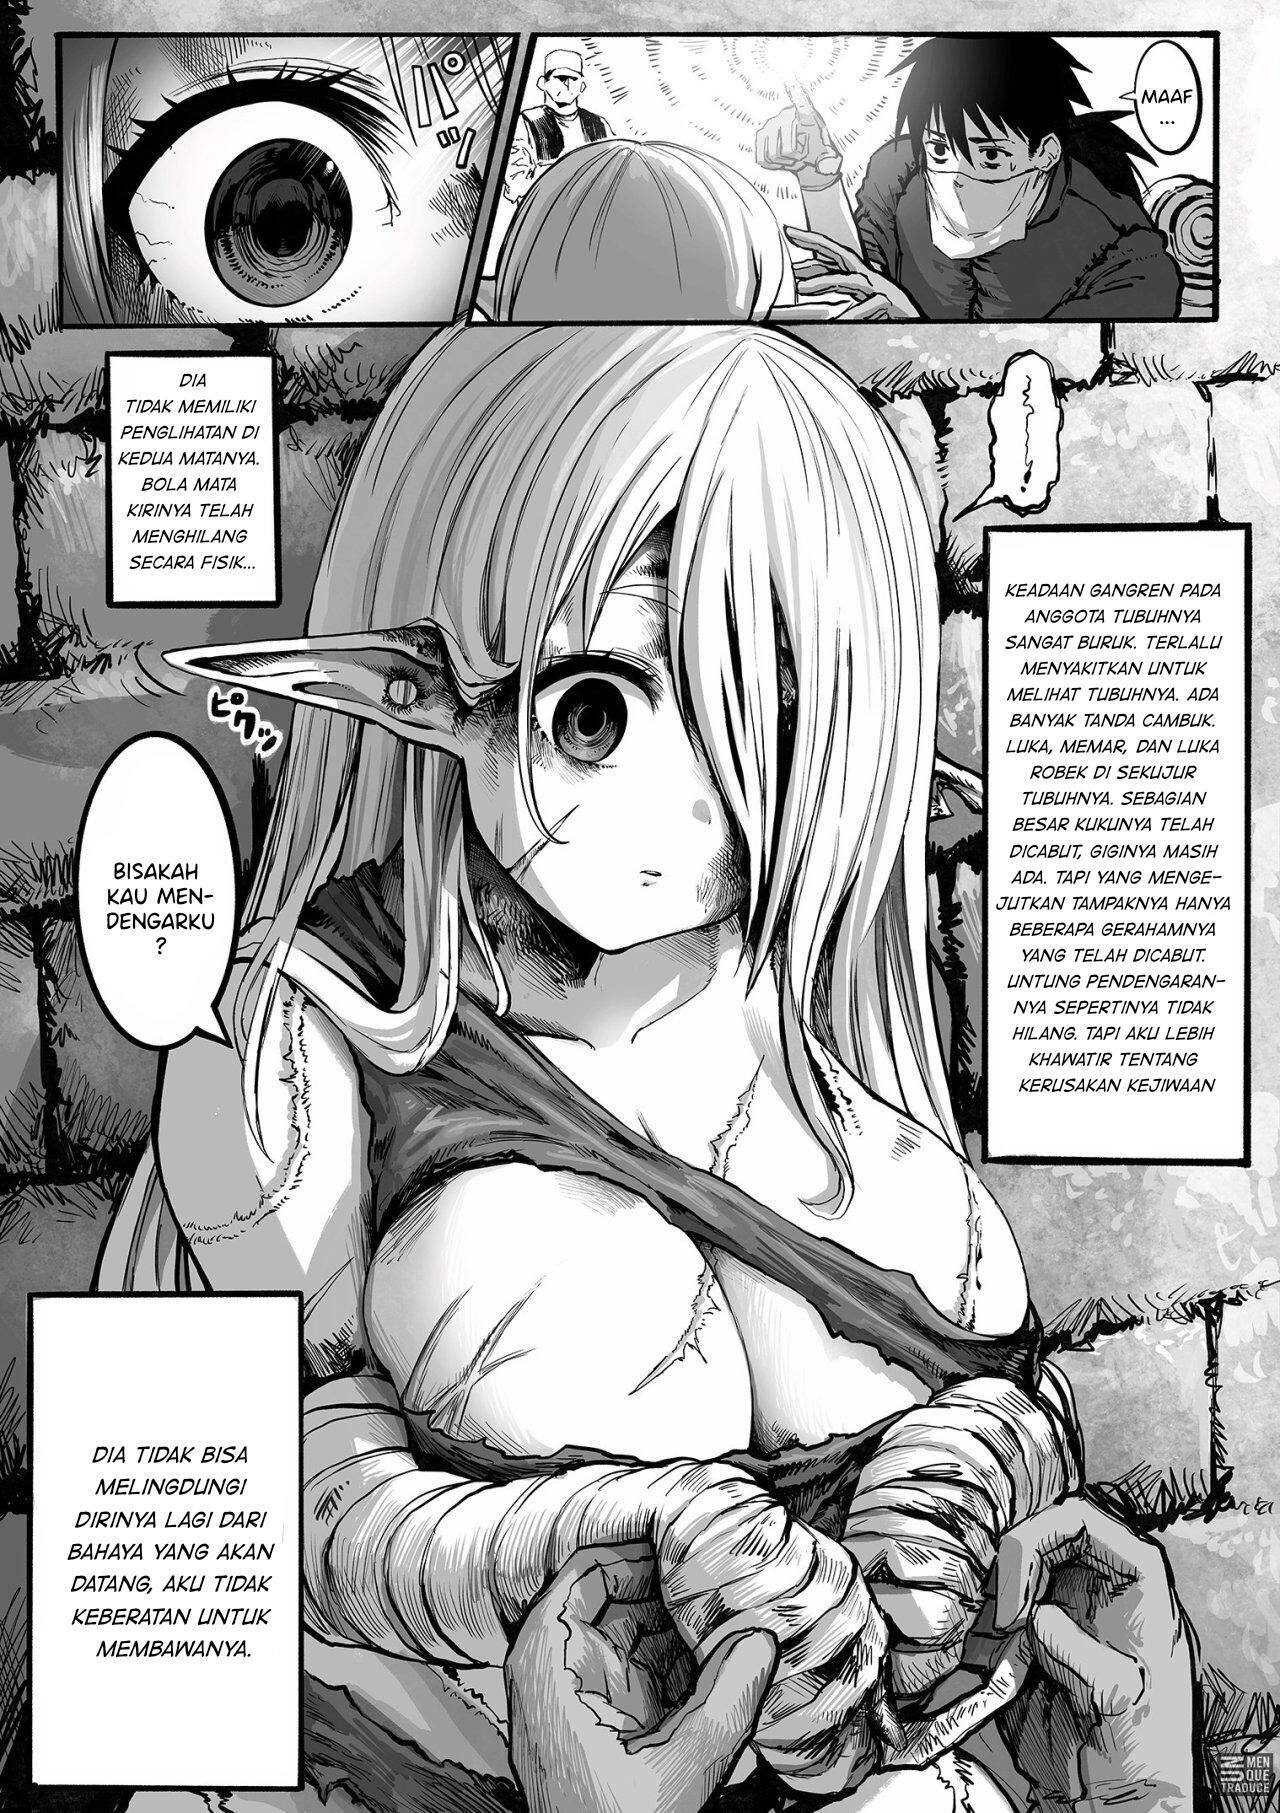 MAAF
...
パパッ
DIA
TIDAK MEMILIKI
PENGLIHATAN DI
KEDUA MATANYA.
BOLA MATA
KIRINYA TELAH
MENGHILANG
SECARA FISIK...
KEADAAN GANGREN PADA
ANGGOTA TUBUHNYA
SANGAT BURUK. TERLALU
MENYAKITKAN UNTUK
MELIHAT TUBUHNYA. ADA
BANYAK TANDA CAMBUK.
LUKA, MEMAR, DAN LUKA
ROBEK DI SEKUJUR
TUBUHNYA. SEBAGIAN
BESAR KUKUNYA TELAH
DICABUT, GIGINYA MASIH
ADA. TAPI YANG MENGE-
JUTKAN TAMPAKNYA HANYA
BEBERAPA GERAHAMNYA
YANG TELAH DICABUT.
UNTUNG PENDENGARAN-
NYA SEPERTINYA TIDAK
HILANG. TAPI AKU LEBIH
KHAWATIR TENTANG
KERUSAKAN KEJIWAAN
ピクッ
BISAKAH
KAU MEN-
DENGARKU
?
DIA TIDAK BISA
MELINGDUNGI
DIRINYA LAGI DARI
BAHAYA YANG AKAN
DATANG, AKU TIDAK
KEBERATAN UNTUK
MEMBAWANYA.
MEN
QUE
TRADUCE